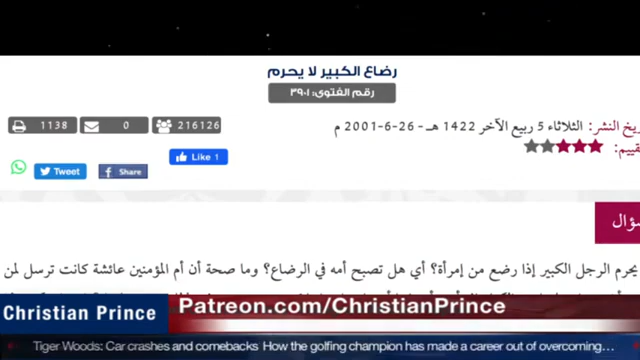 رضاع الكبير لا يحرم
رقم الفتوى: ٣٩٠١
1138 0 216126
ريخ النشر: الثلاثاء 5 ربيع الآخر 1422 هـ - 26-6-2001 م
Like 1
Tweet Share
يحرم الرجل الكبير إذا رضع من إمرأة؟ أي هل تصبح أمه في الرضاع؟ وما صحة أن أم المؤمنين عائشة كانت ترسل لمن
Christian Prince Patreon.com/ChristianPrince
Tiger Woods: Car crashes and comebacks How the golfing champion has made a career out of overcoming...